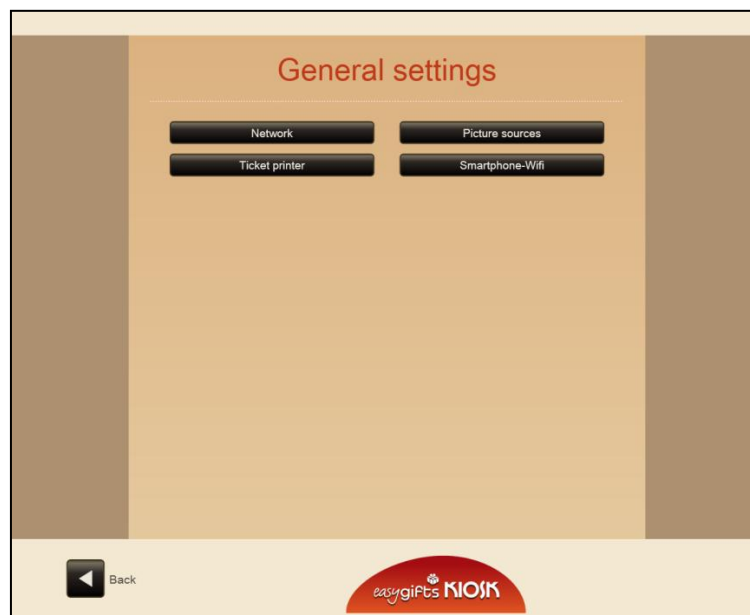 General settings
Network
Picture sources
Ticket printer
Smartphone-Wifi
Back
easygifts KIOSK